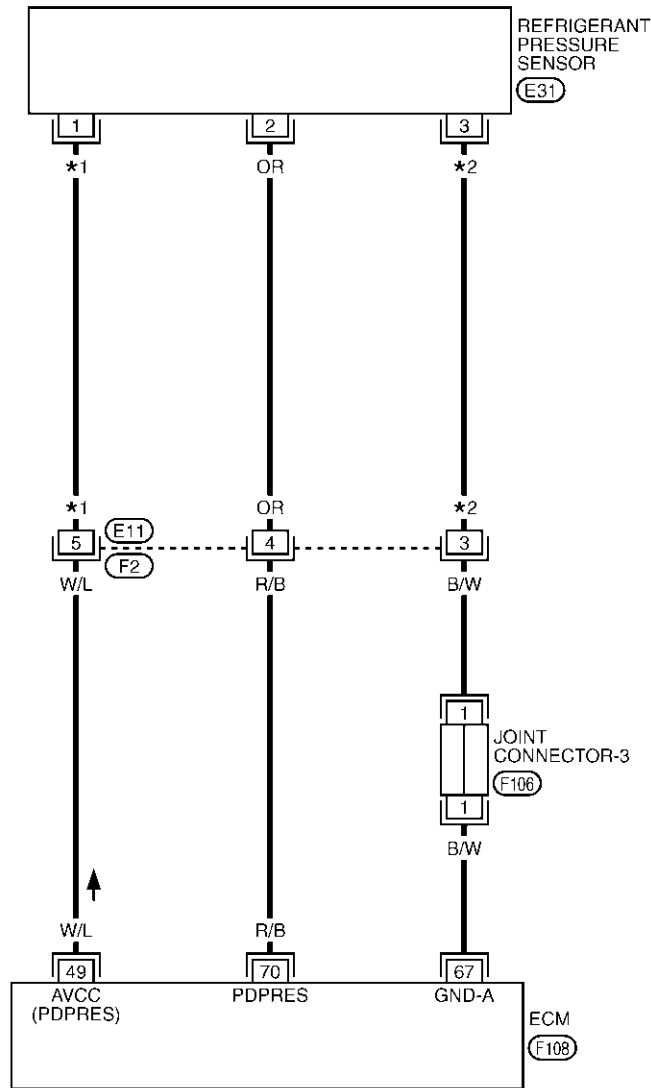 REFRIGERANT
PRESSURE
SENSOR
E31
1 2 3
★1 OR ★2
★1 OR ★2
5 E11 4 3
F2
W/L R/B B/W
1
JOINT
CONNECTOR-3
F106
1
B/W
W/L R/B
49 70 67
AVCC PDPRES GND-A
(PDPRES)
ECM
F108